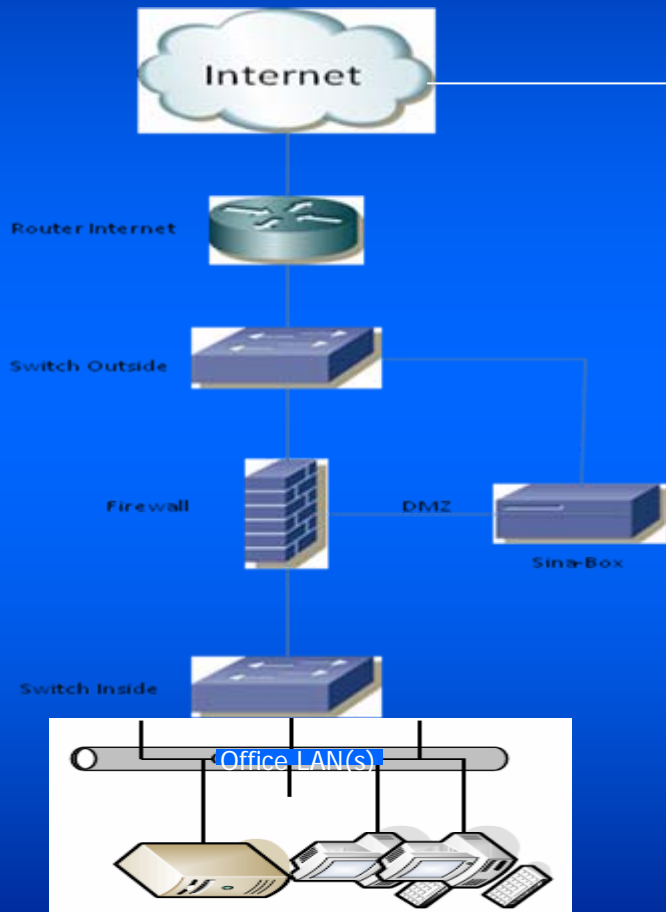 Internet
Router Internet
Switch Outside
Firewall
DMZ
Sina-Box
Switch Inside
Office LAN(s)